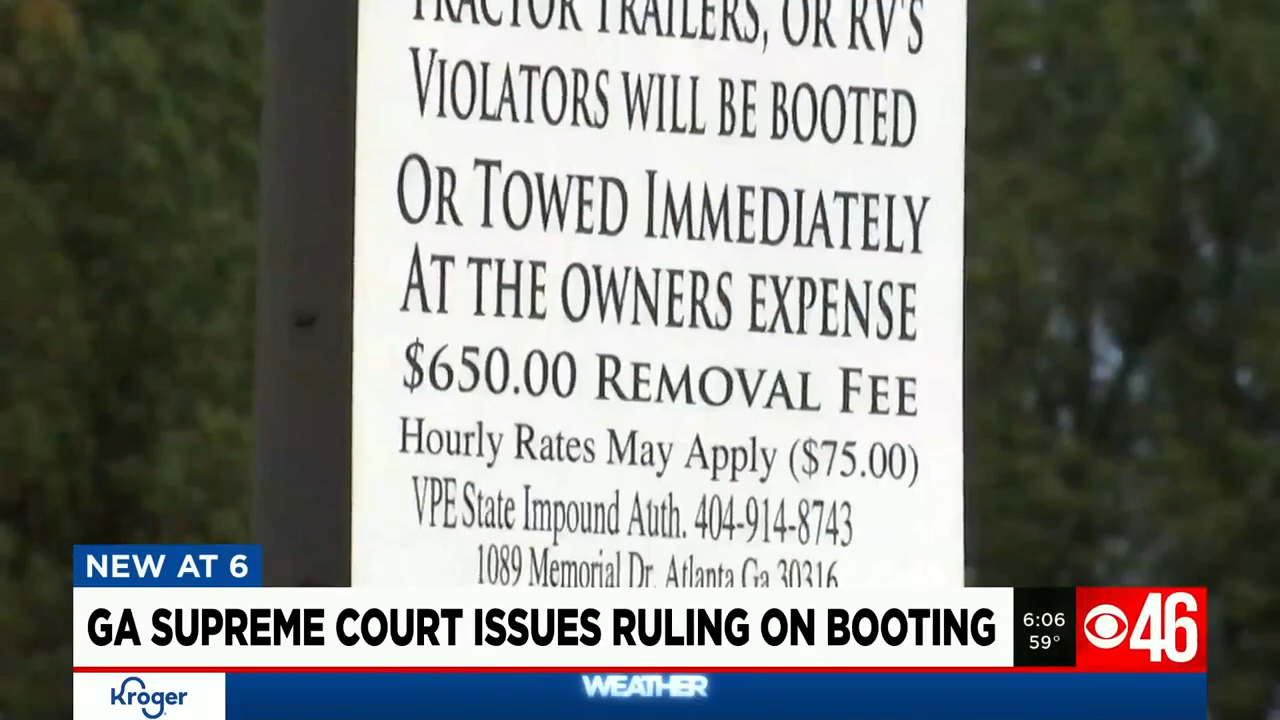 TRACTOR TRAILERS, OR RV'S
VIOLATORS WILL BE BOOTED
OR TOWED IMMEDIATELY
AT THE OWNERS EXPENSE
$650.00 REMOVAL FEE
Hourly Rates May Apply ($75.00)
VPE State Impound Auth. 404-914-8743
1089 Memorial Dr. Atlanta Ga 30316
NEW AT 6
GA SUPREME COURT ISSUES RULING ON BOOTING
6:06
59°
46
Kroger
WEATHER